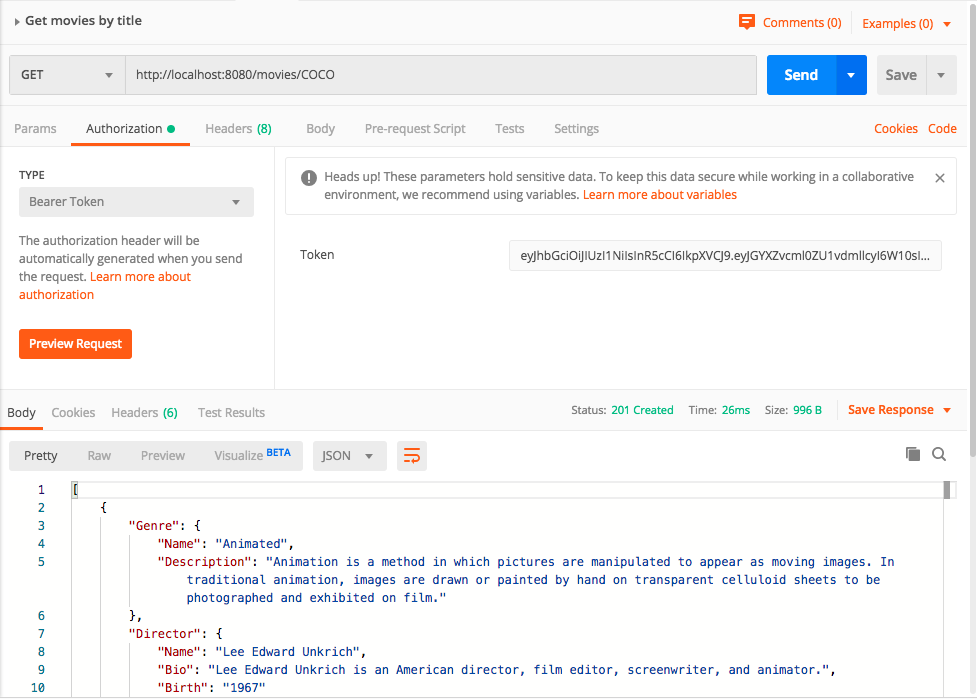 Get movies by title
Comments (0)
Examples (0)
GET
http://localhost:8080/movies/COCO
Send
Save
Params
Authorization
Headers (8)
Body
Pre-request Script
Tests
Settings
Cookies
Code
TYPE
Bearer Token
The authorization header will be
automatically generated when you send
the request. Learn more about
authorization
Preview Request
Heads up! These parameters hold sensitive data. To keep this data secure while working in a collaborative
environment, we recommend using variables. Learn more about variables
Token
eyJhbGciOiJIUzI1NiIsInR5cCI6IkpXVCJ9.eyJGYXZvcml0ZU1vdmllcyI6W10sI...
Body
Cookies
Headers (6)
Test Results
Status: 201 Created
Time: 26ms
Size: 996 B
Save Response
Pretty
Raw
Preview
Visualize BETA
JSON
1 [
2 {
3 "Genre": {
4 "Name": "Animated",
5 "Description": "Animation is a method in which pictures are manipulated to appear as moving images. In
traditional animation, images are drawn or painted by hand on transparent celluloid sheets to be
photographed and exhibited on film."
6 },
7 "Director": {
8 "Name": "Lee Edward Unkrich",
9 "Bio": "Lee Edward Unkrich is an American director, film editor, screenwriter, and animator.",
10 "Birth": "1967"